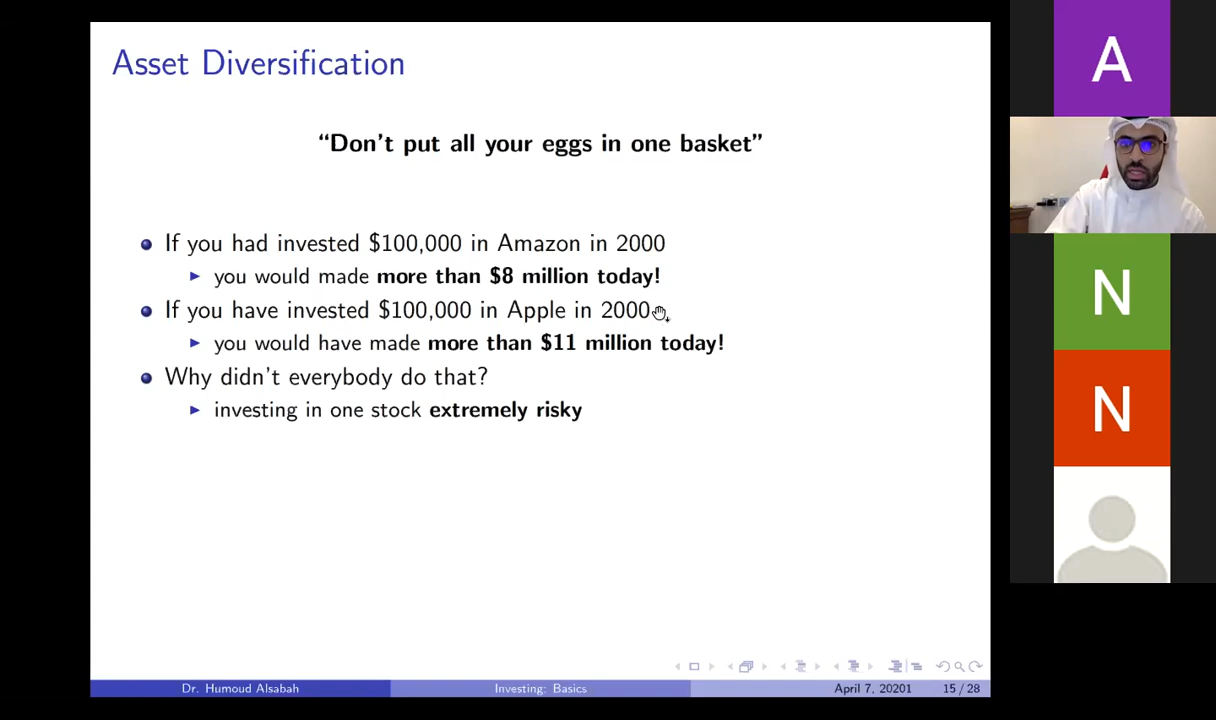 Asset Diversification
“Don’t put all your eggs in one basket”
If you had invested $100,000 in Amazon in 2000
you would made more than $8 million today!
If you have invested $100,000 in Apple in 2000
you would have made more than $11 million today!
Why didn’t everybody do that?
investing in one stock extremely risky
Dr. Humoud Alsabah
Investing: Basics
April 7, 20201
15 / 28
A
N
N